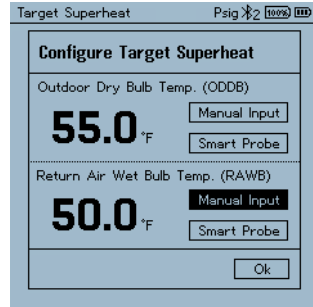 Target Superheat Psig 2 100%
Configure Target Superheat
Outdoor Dry Bulb Temp. (ODDB)
55.0 °F
Manual Input
Smart Probe
Return Air Wet Bulb Temp. (RAWB)
50.0 °F
Manual Input
Smart Probe
Ok